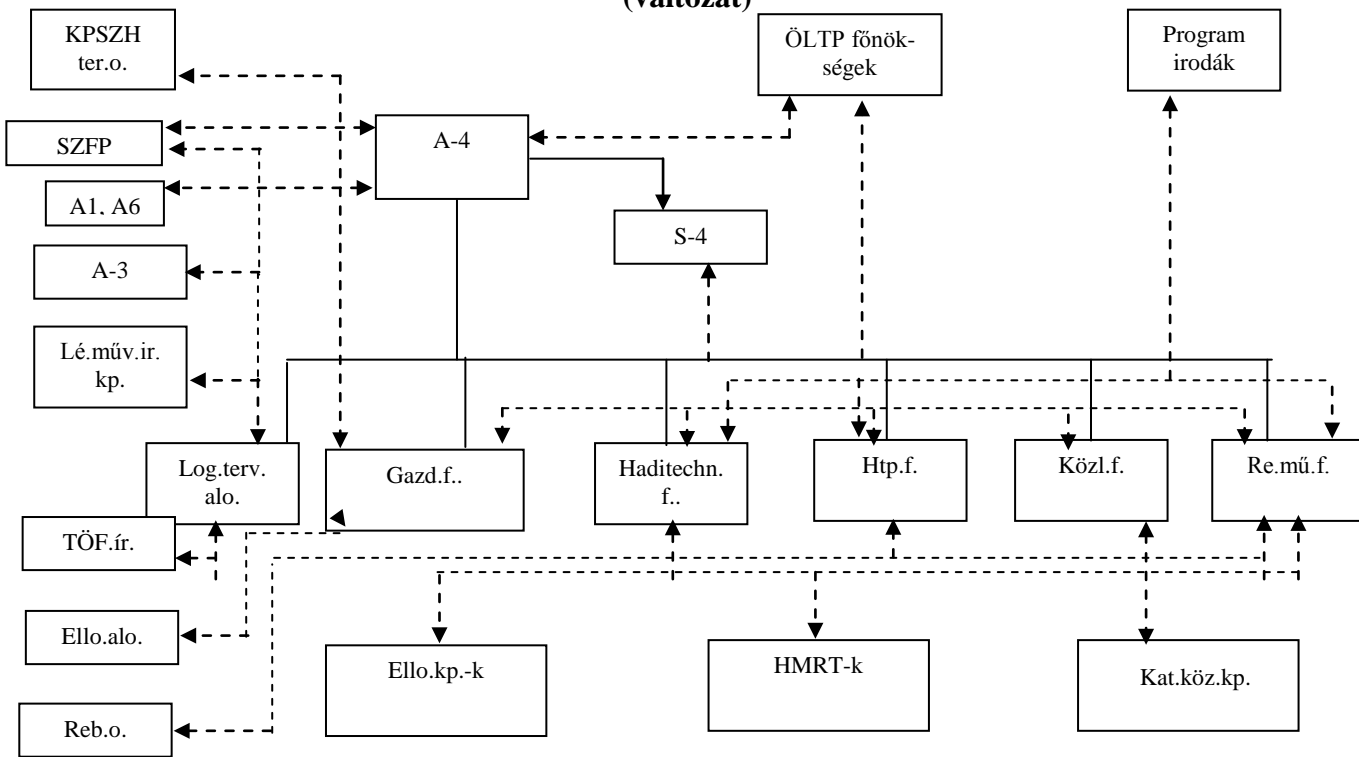 (változat)
KPSZH
ter.o.
ÖLTP főnök-
ségek
Program
irodák
SZFP
A-4
A1, A6
S-4
A-3
Lé.műv.ir.
kp.
Log.terv.
alo.
Gazd.f..
Haditechn.
f..
Htp.f.
Közl.f.
Re.mű.f.
TÖF.ír.
Ello.alo.
Ello.kp.-k
HMRT-k
Kat.köz.kp.
Reb.o.